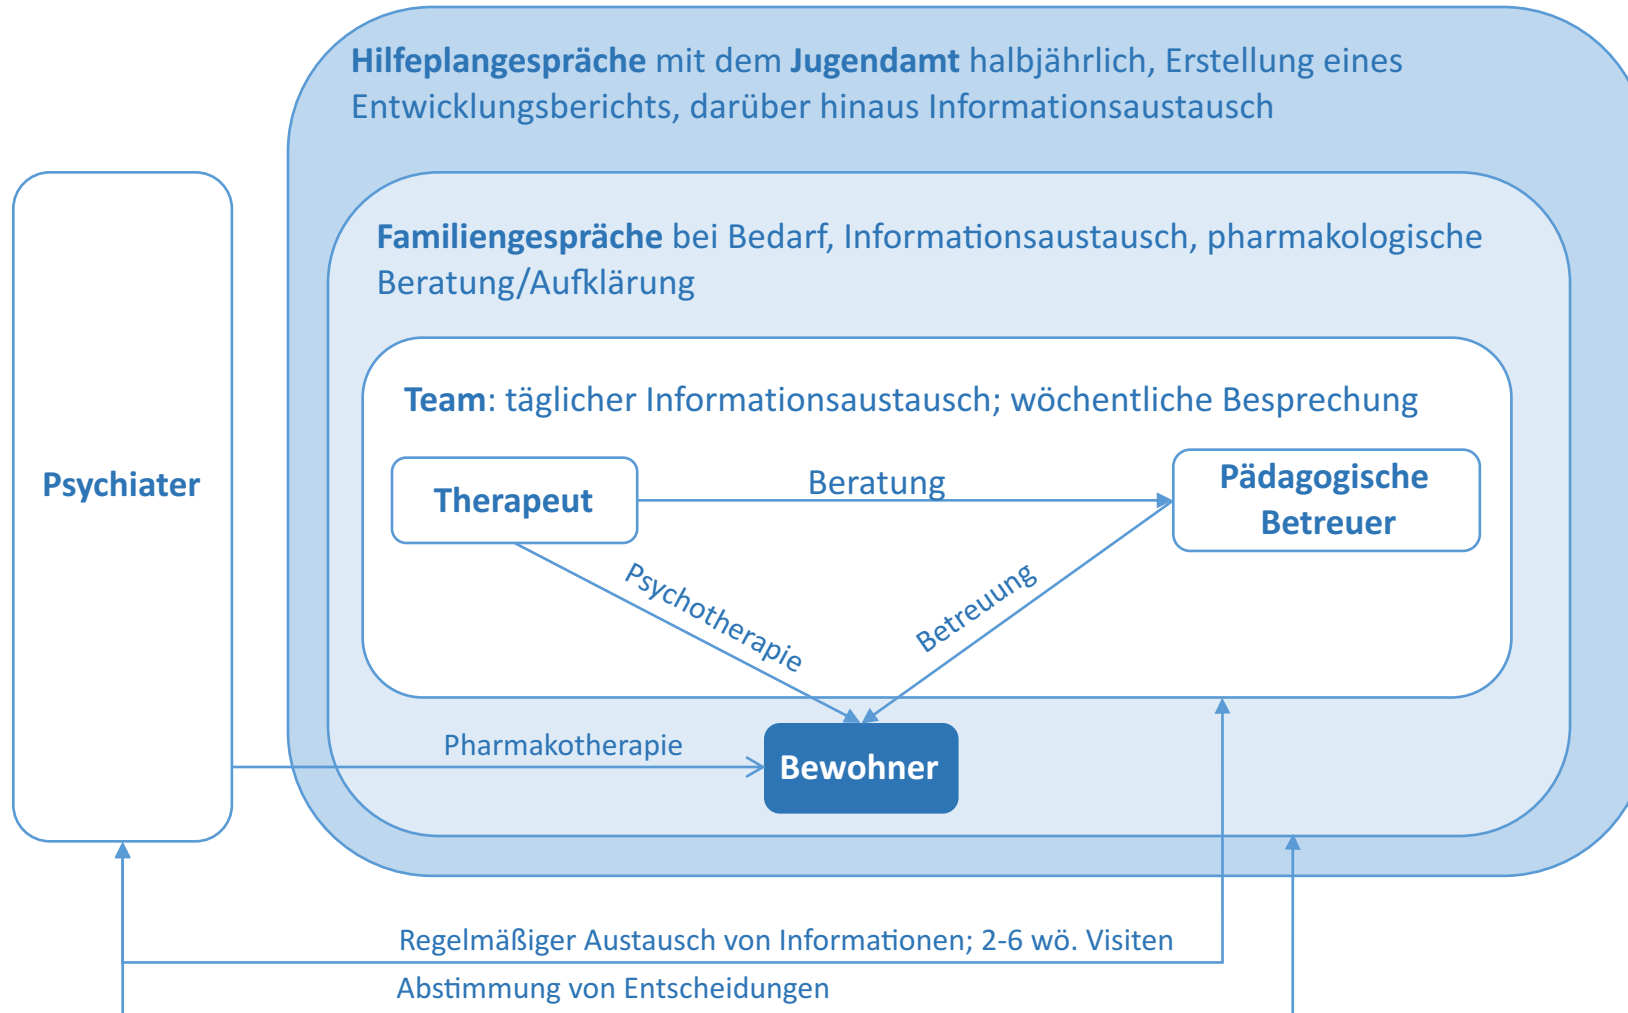 Hilfeplangespräche mit dem Jugendamt halbjährlich, Erstellung eines
Entwicklungsberichts, darüber hinaus Informationsaustausch
Familiengespräche bei Bedarf, Informationsaustausch, pharmakologische
Beratung/Aufklärung
Team: täglicher Informationsaustausch; wöchentliche Besprechung
Psychiater
Therapeut
Beratung
Pädagogische
Betreuer
Psychotherapie
Betreuung
Pharmakotherapie
Bewohner
Regelmäßiger Austausch von Informationen; 2-6 wö. Visiten
Abstimmung von Entscheidungen